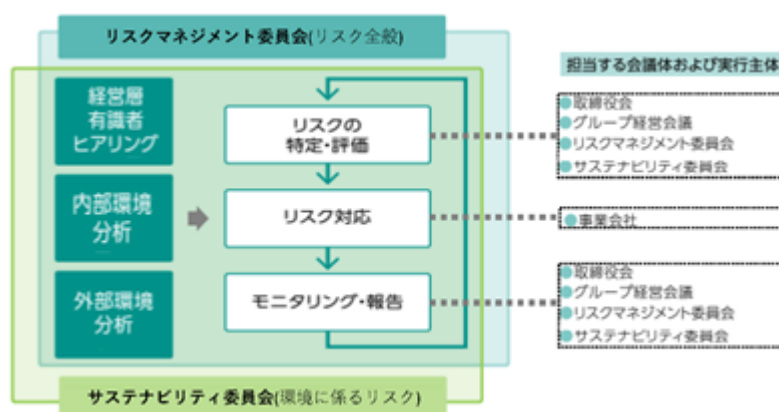 リスクマネジメント委員会(リスク全般)
経営層
有識者
ヒアリング
内部環境
分析
外部環境
分析
リスクの
特定・評価
リスク対応
モニタリング・報告
サステナビリティ委員会(環境に係るリスク)
担当する会議体および実行主体
取締役会
グループ経営会議
リスクマネジメント委員会
サステナビリティ委員会
事業会社
取締役会
グループ経営会議
リスクマネジメント委員会
サステナビリティ委員会